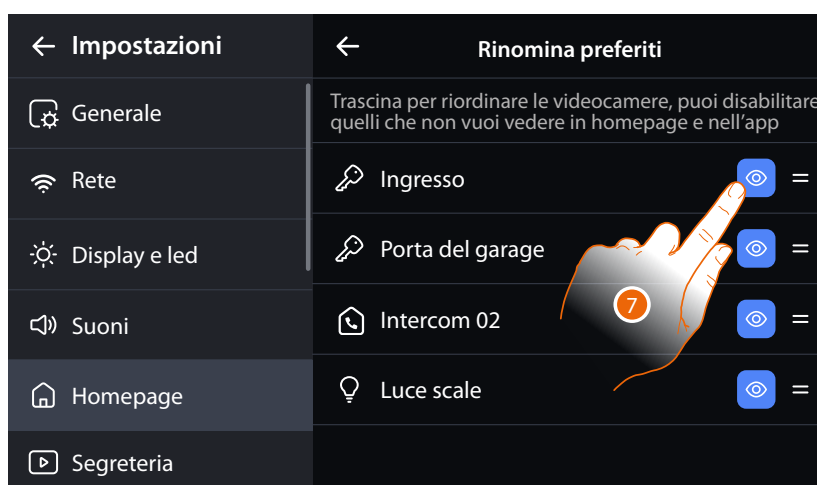 Impostazioni
Generale
Rete
Display e led
Suoni
Homepage
Segreteria
Rinomina preferiti
Trascina per riordinare le videocamere, puoi disabilitare
quelli che non vuoi vedere in homepage e nell'app
Ingresso
Porta del garage
Intercom 02
7
Luce scale